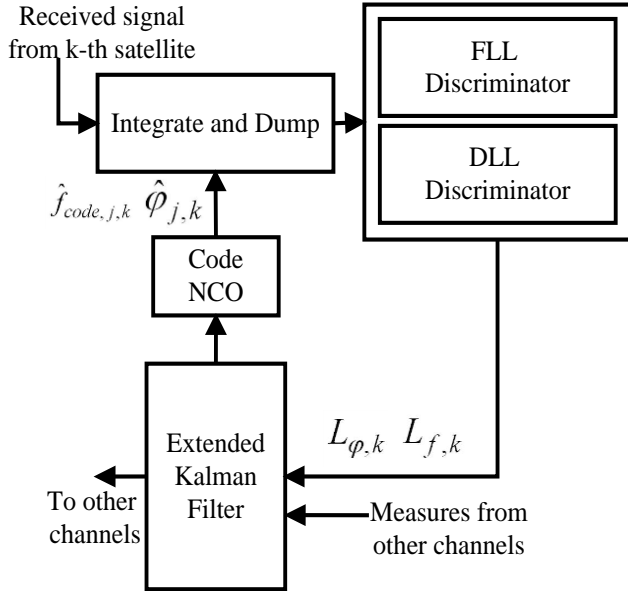 Received signal
from k-th satellite
Integrate and Dump
FLL
Discriminator
DLL
Discriminator
f̂code,j,k φ̂j,k
Code
NCO
Extended
Kalman
Filter
Lφ,k Lf,k
To other
channels
Measures from
other channels